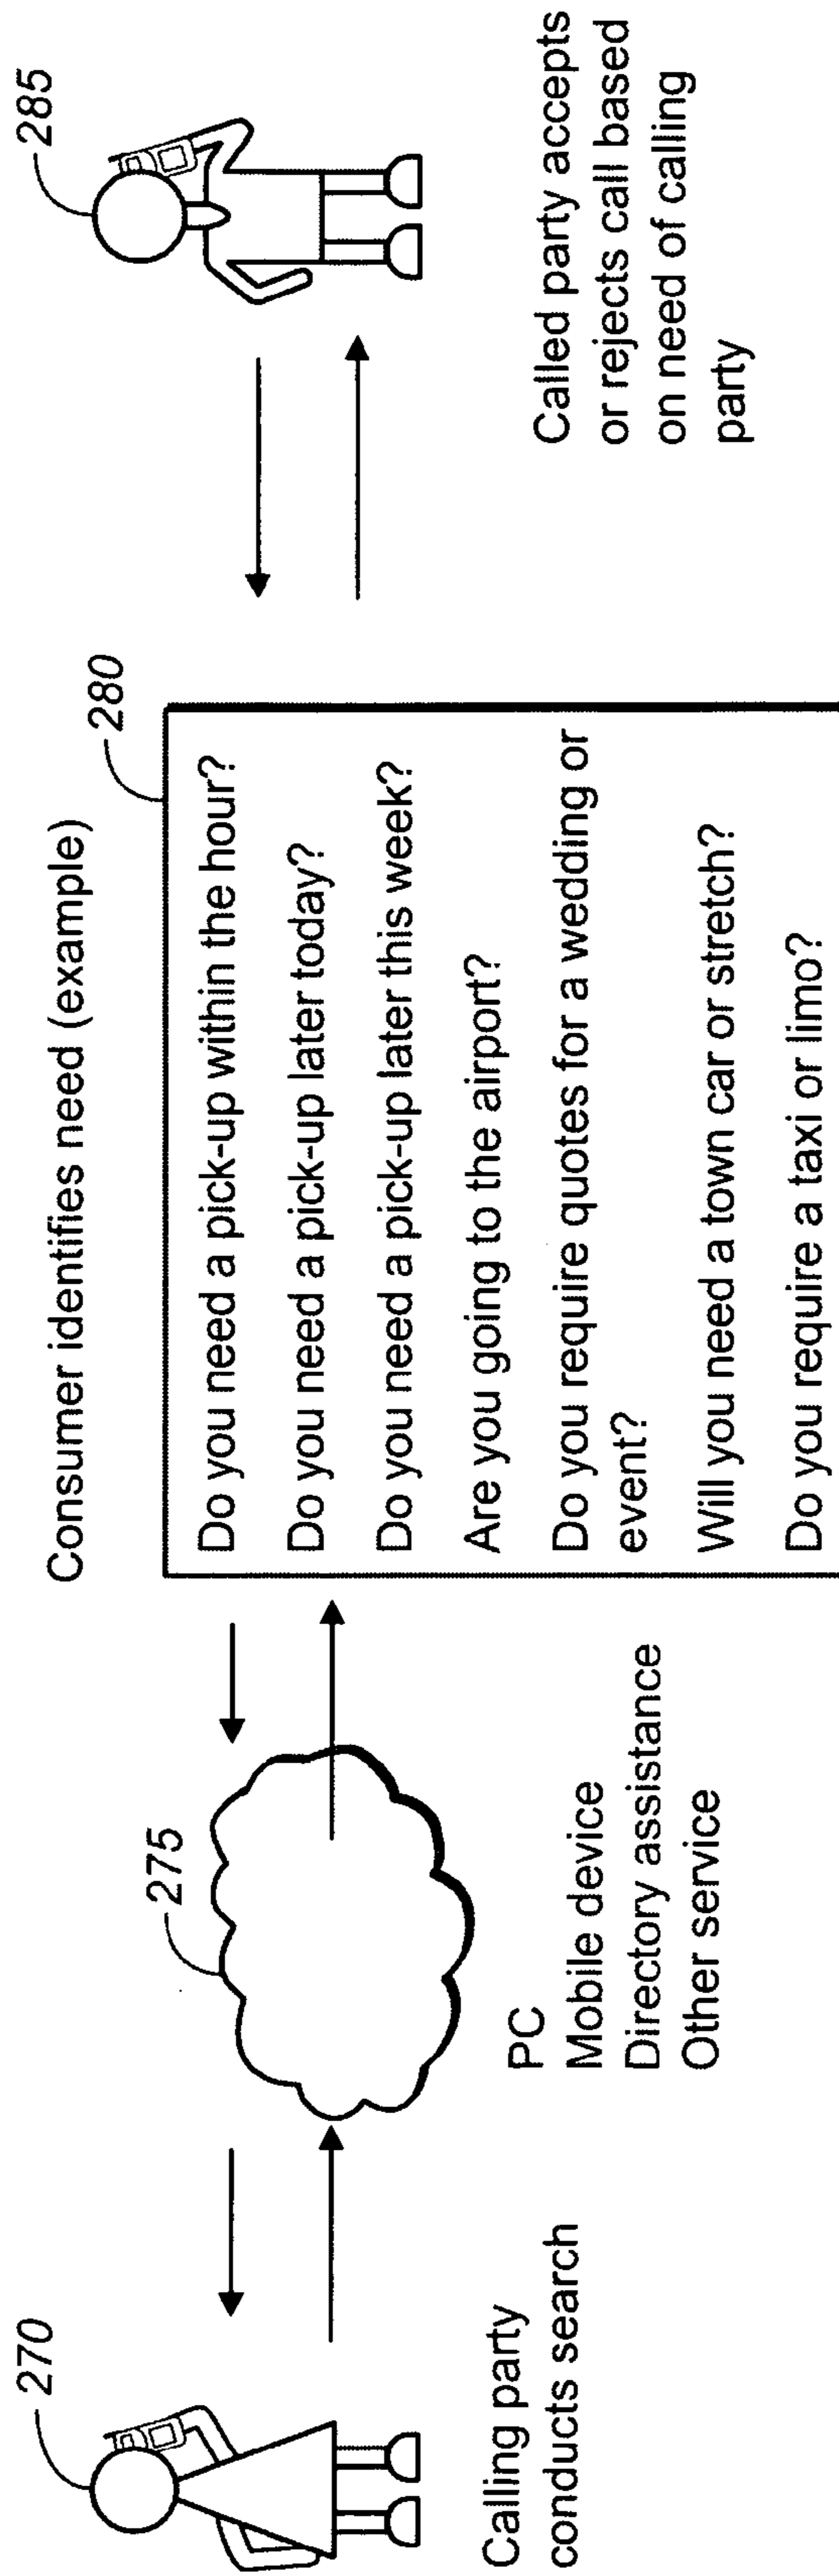 270
Calling party
conducts search
275
PC
Mobile device
Directory assistance
Other service
Consumer identifies need (example)
280
Do you need a pick-up within the hour?
Do you need a pick-up later today?
Do you need a pick-up later this week?
Are you going to the airport?
Do you require quotes for a wedding or
event?
Will you need a town car or stretch?
Do you require a taxi or limo?
285
Called party accepts
or rejects call based
on need of calling
party